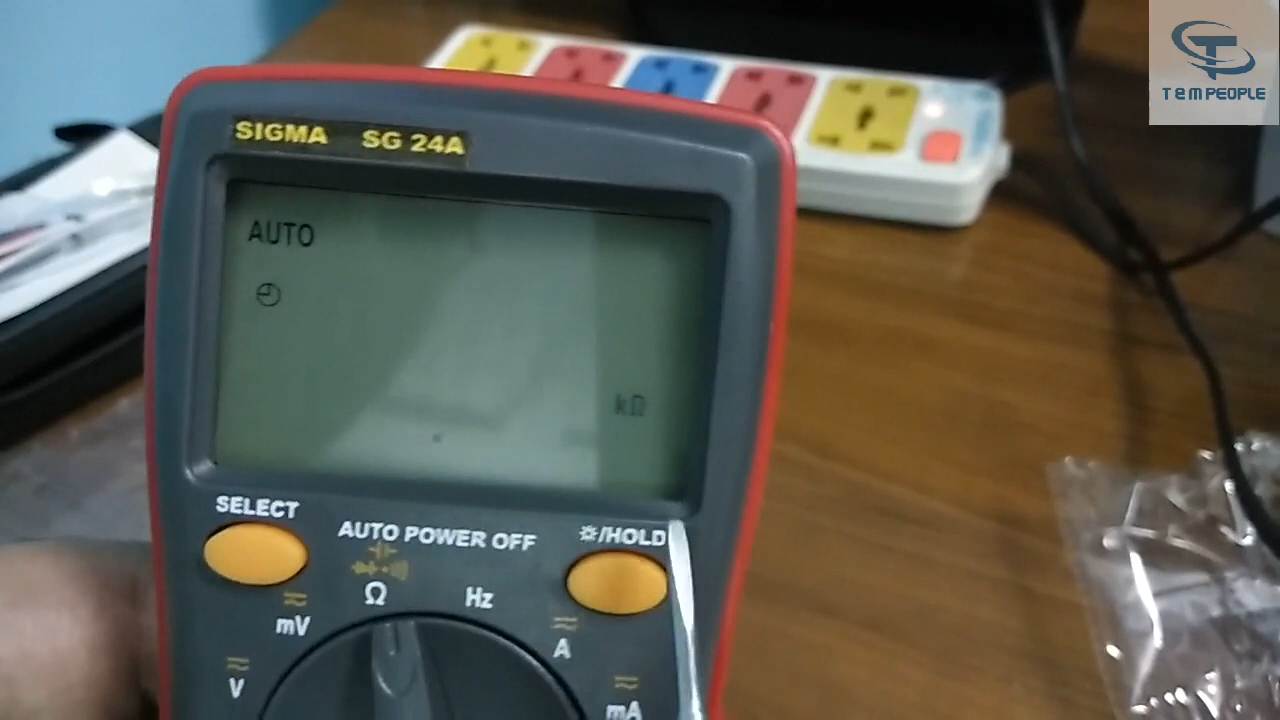 TEMPEOPLE
SIGMA SG 24A
AUTO
kΩ
SELECT
AUTO POWER OFF
☼/HOLD
Ω
Hz
mV
A
V
mA